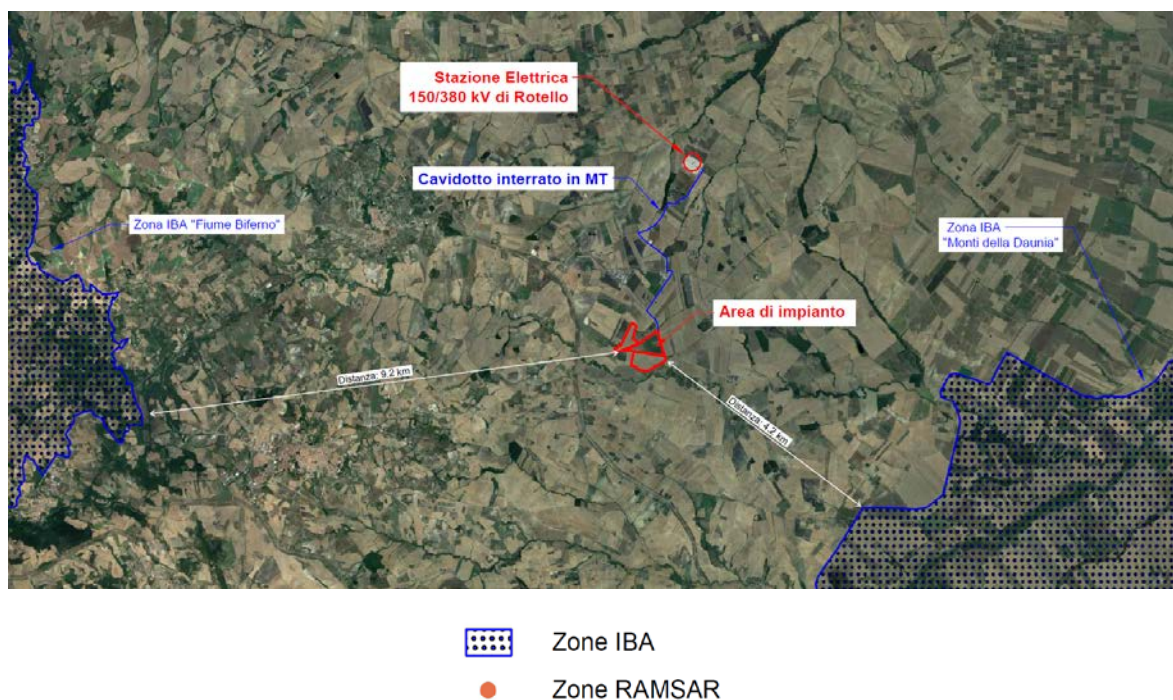 Stazione Elettrica
150/380 kV di Rotello
Cavidotto interrato in MT
Zona IBA "Fiume Biferno"
Zona IBA
"Monti della Daunia"
Area di impianto
Distanza: 9.2 km
Distanza: 4.2 km
Zone IBA
Zone RAMSAR